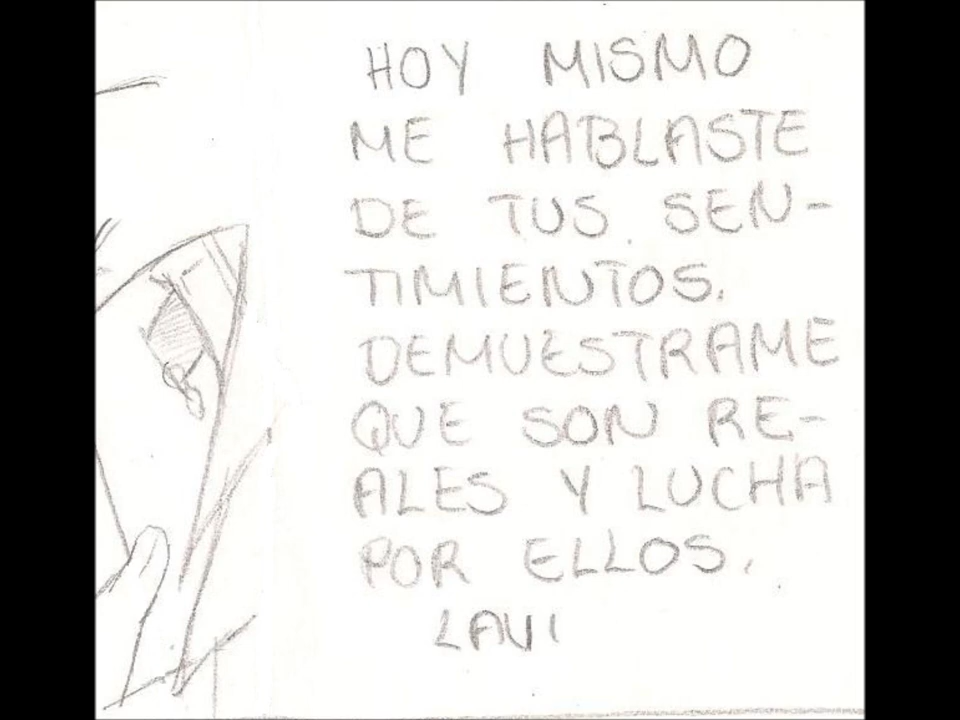 HOY MISMO
ME HABLASTE
DE TUS SEN-
TIMIENTOS.
DEMUESTRAME
QUE SON RE-
ALES Y LUCHA
POR ELLOS.
LAVI